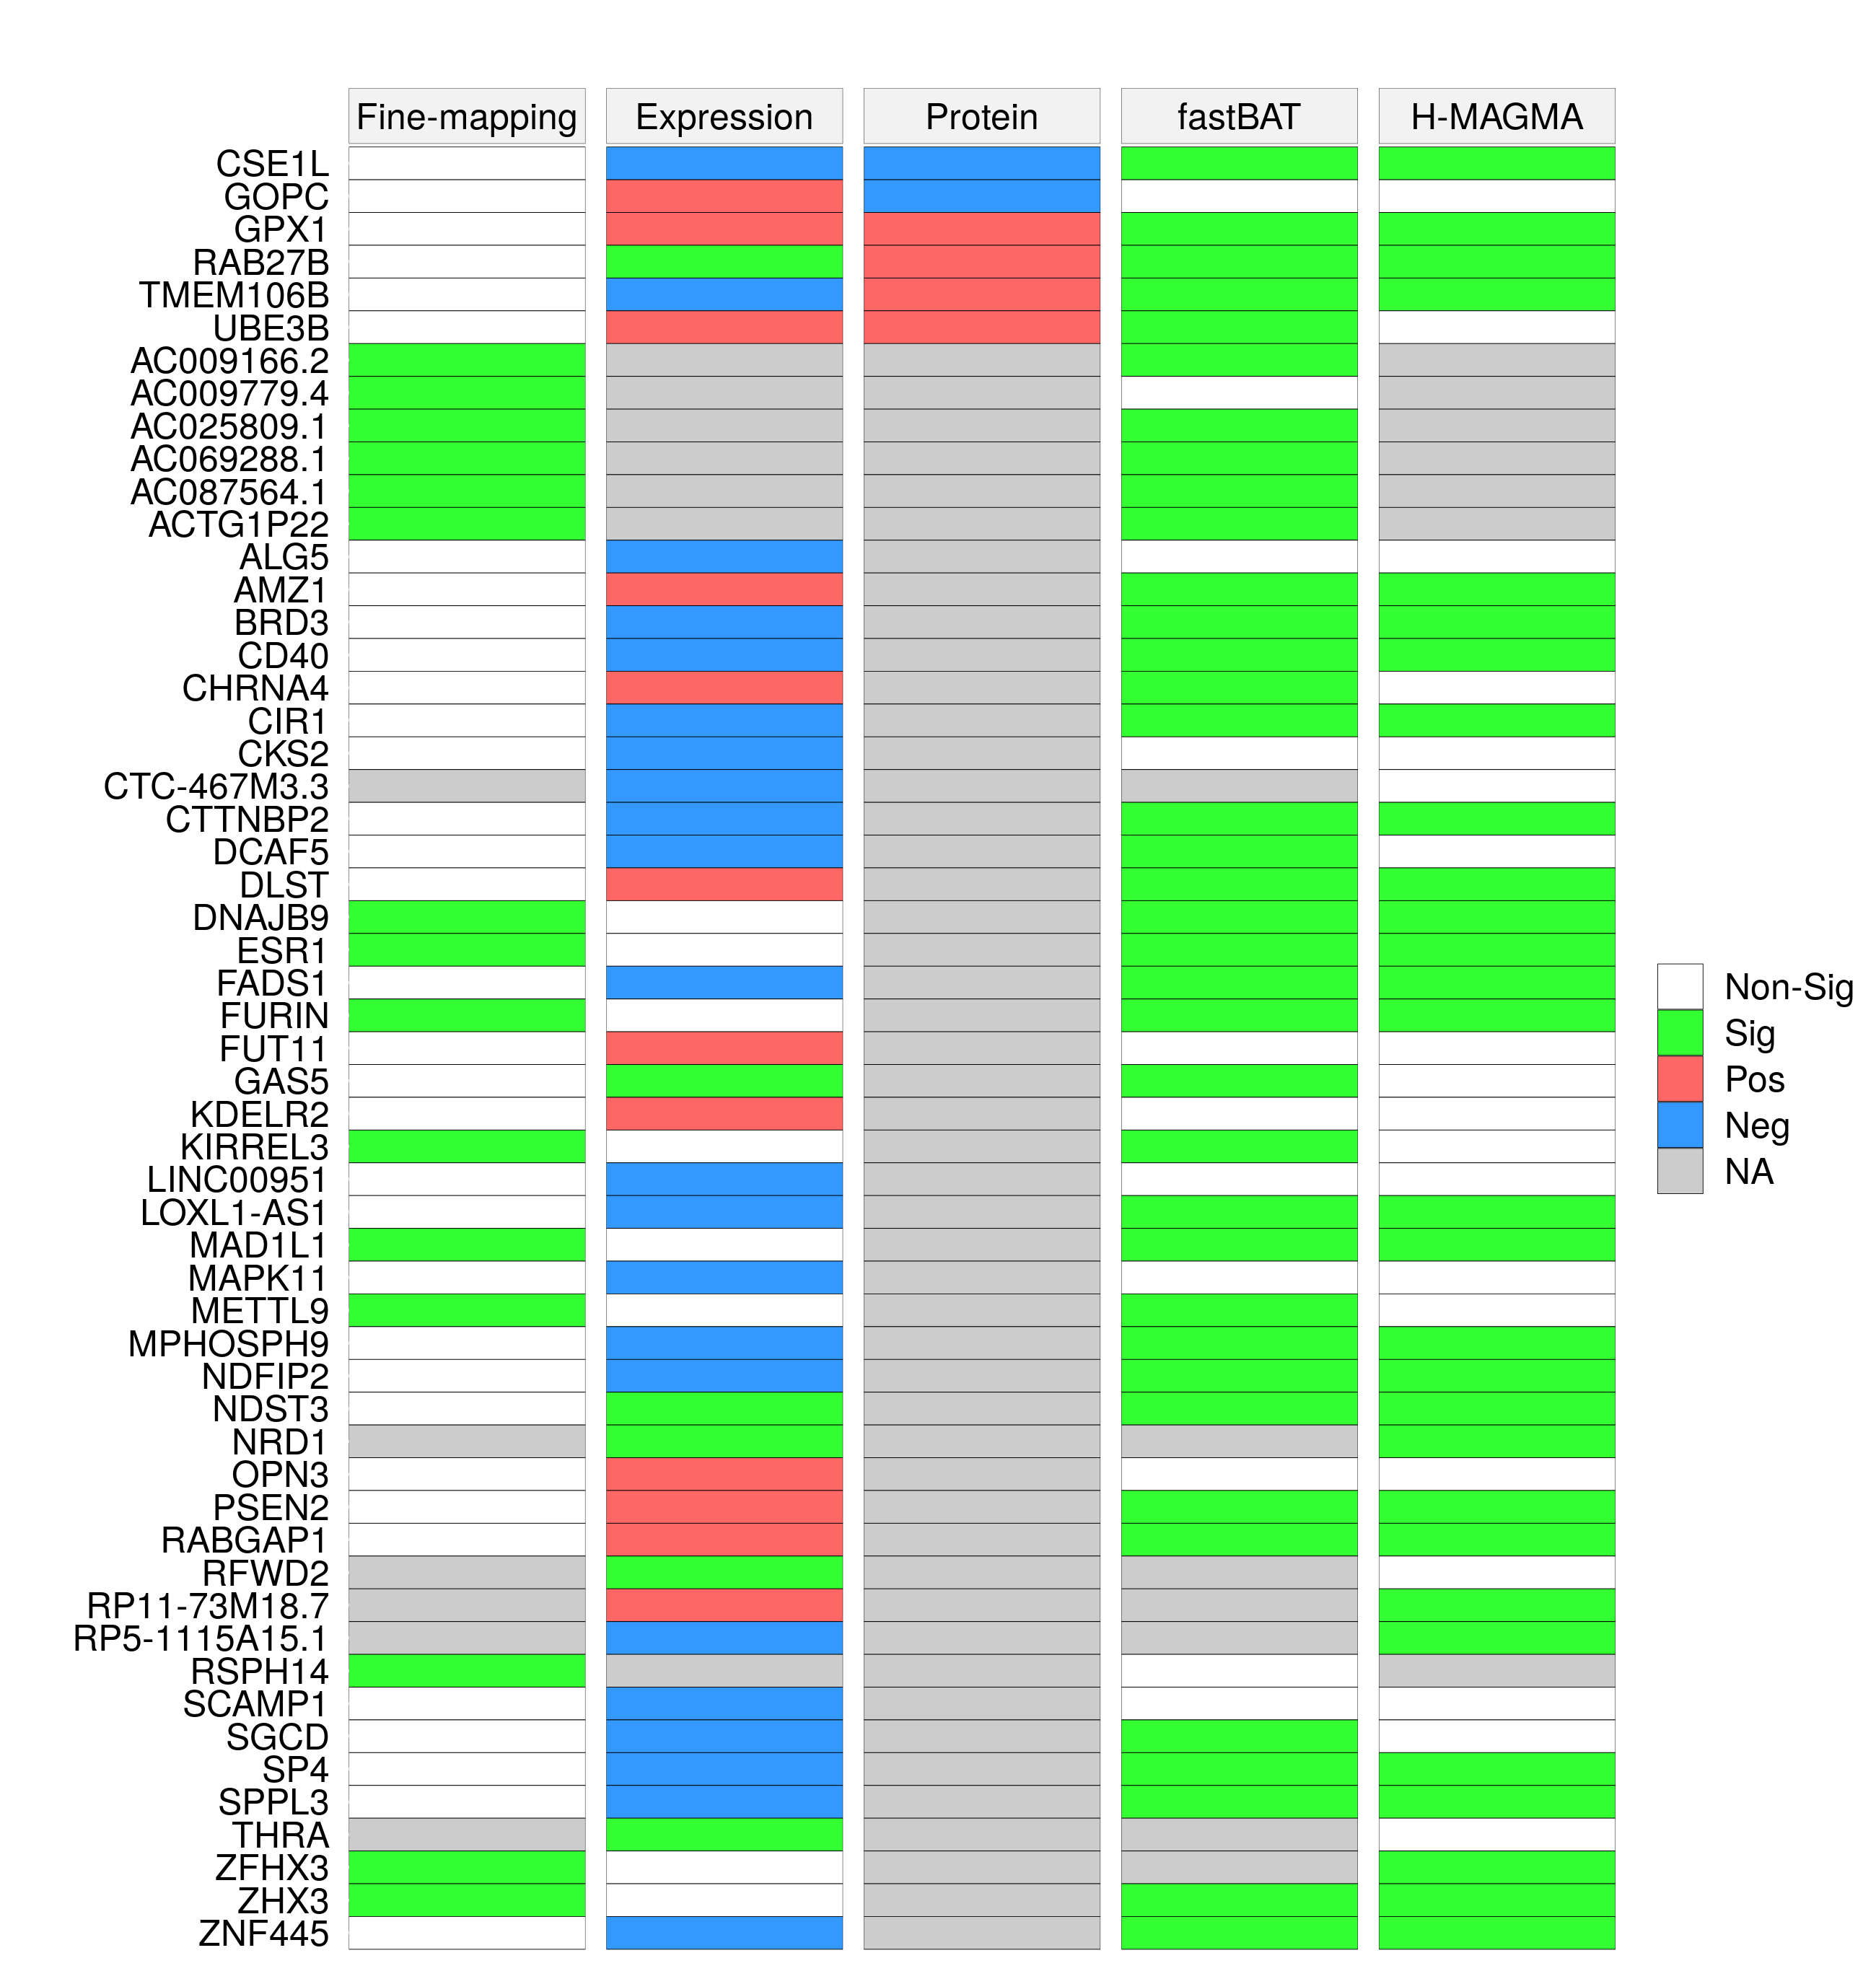 Fine-mapping Expression Protein fastBAT H-MAGMA
CSE1L
GOPC
GPX1
RAB27B
TMEM106B
UBE3B
AC009166.2
AC009779.4
AC025809.1
AC069288.1
AC087564.1
ACTG1P22
ALG5
AMZ1
BRD3
CD40
CHRNA4
CIR1
CKS2
CTC-467M3.3
CTTNBP2
DCAF5
DLST
DNAJB9
ESR1
FADS1
FURIN
FUT11
GAS5
KDELR2
KIRREL3
LINC00951
LOXL1-AS1
MAD1L1
MAPK11
METTL9
MPHOSPH9
NDFIP2
NDST3
NRD1
OPN3
PSEN2
RABGAP1
RFWD2
RP11-73M18.7
RP5-1115A15.1
RSPH14
SCAMP1
SGCD
SP4
SPPL3
THRA
ZFHX3
ZHX3
ZNF445
Non-Sig
Sig
Pos
Neg
NA